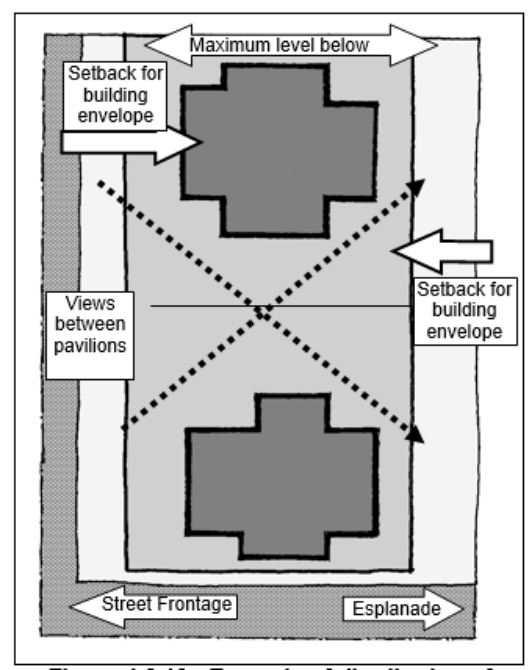 Maximum level below
Setback for
building
envelope
Setback for
building
envelope
Views
between
pavilions
Street Frontage
Esplanade